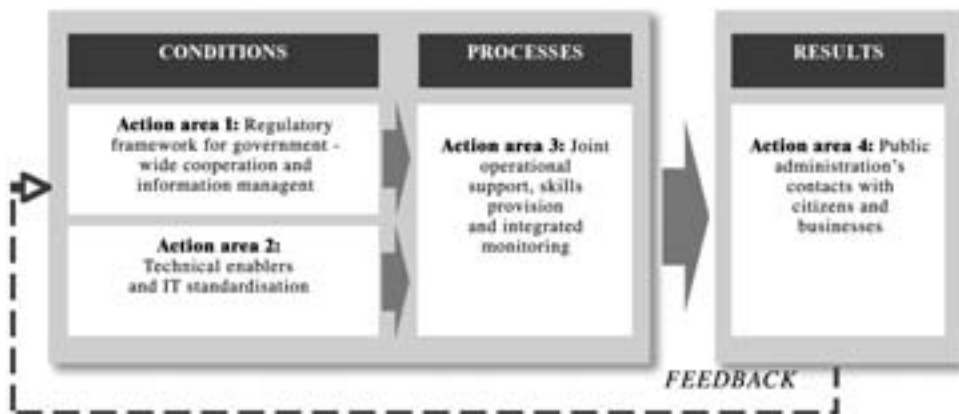 CONDITIONS
Action area 1: Regulatory
framework for government -
wide cooperation and
information managent
Action area 2:
Technical enablers
and IT standardisation
PROCESSES
Action area 3: Joint
operational
support, skills
provision
and integrated
monitoring
RESULTS
Action area 4: Public
administration's
contacts with
citizens and
businesses
FEEDBACK